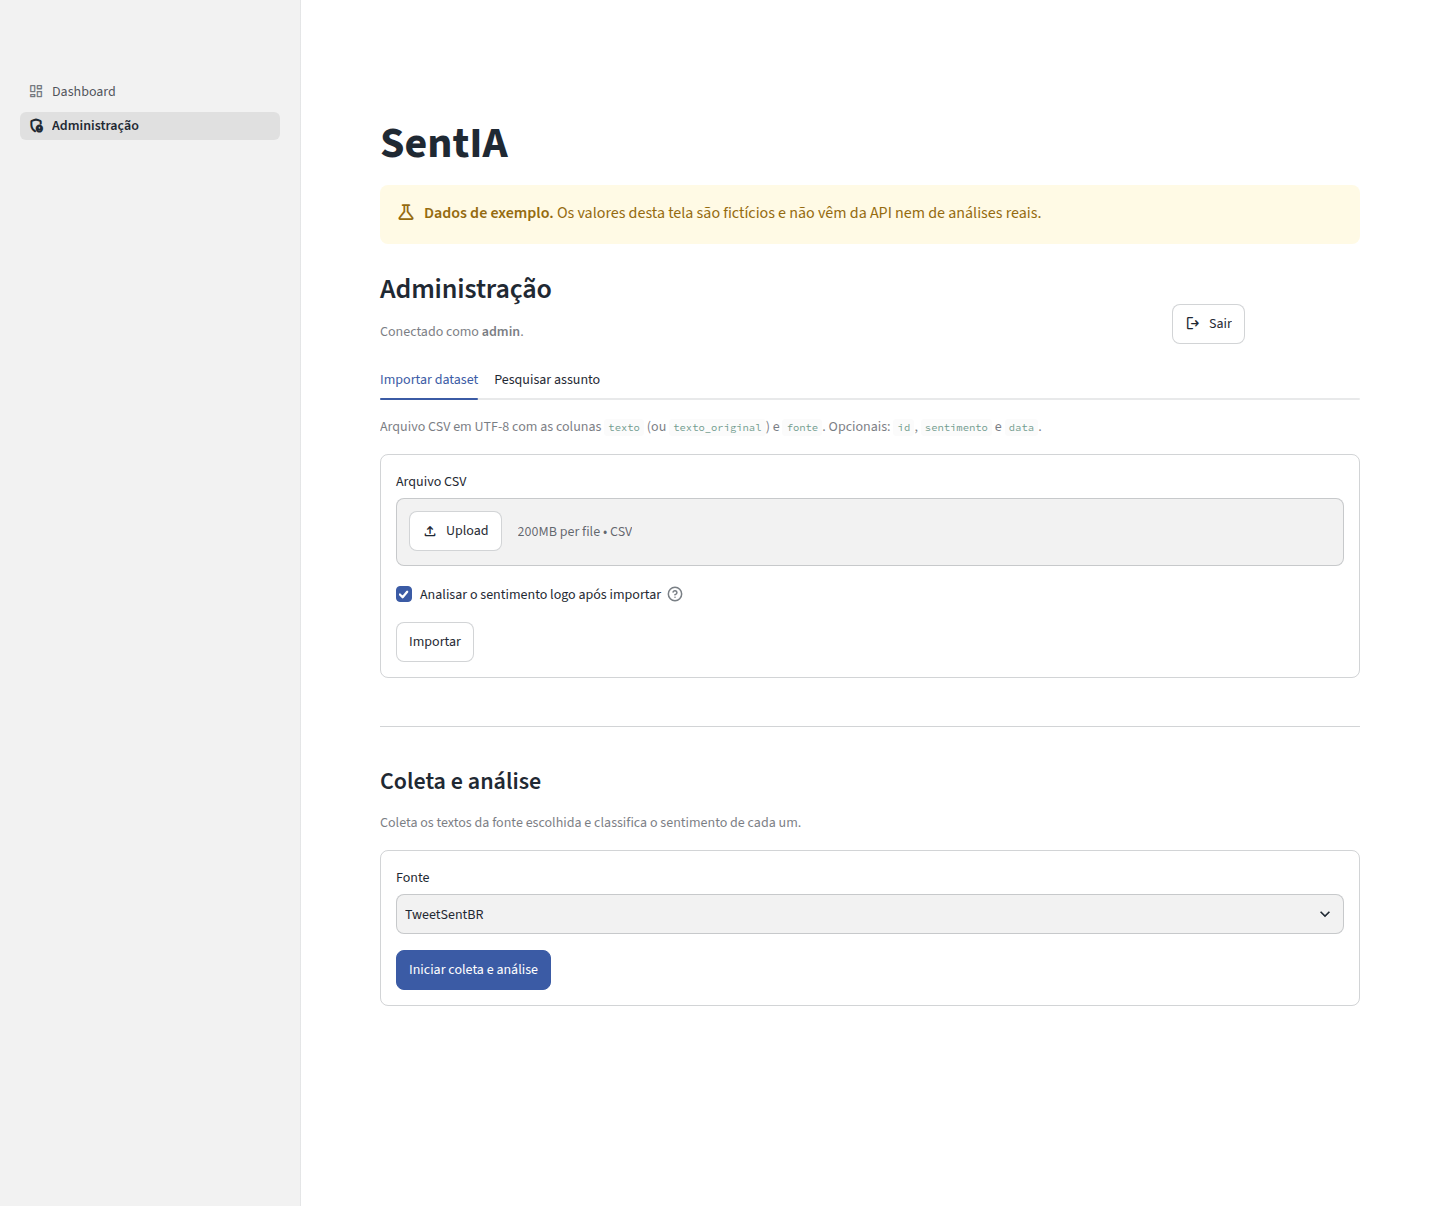 Dashboard
Administração
SentIA
Dados de exemplo. Os valores desta tela são fictícios e não vêm da API nem de análises reais.
Administração
Conectado como admin.
Sair
Importar dataset
Pesquisar assunto
Arquivo CSV em UTF-8 com as colunas texto (ou texto_original) e fonte. Opcionais: id, sentimento e data.
Arquivo CSV
Upload
200MB per file • CSV
Analisar o sentimento logo após importar
Importar
Coleta e análise
Coleta os textos da fonte escolhida e classifica o sentimento de cada um.
Fonte
TweetSentBR
Iniciar coleta e análise